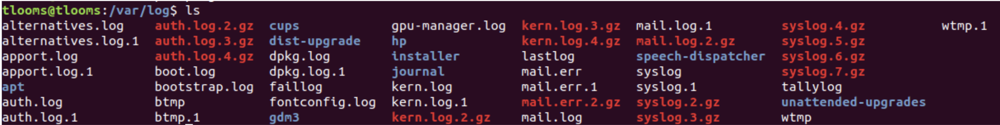 tlooms@tlooms:/var/log$ ls
alternatives.log auth.log.2.gz cups gpu-manager.log kern.log.3.gz mail.log.1 syslog.4.gz wtmp.1
alternatives.log.1 auth.log.3.gz dist-upgrade hp kern.log.4.gz mail.log.2.gz syslog.5.gz
apport.log auth.log.4.gz dpkg.log installer lastlog speech-dispatcher syslog.6.gz
apport.log.1 boot.log dpkg.log.1 journal mail.err syslog syslog.7.gz
apt bootstrap.log faillog kern.log mail.err.1 syslog.1 tallylog
auth.log btmp fontconfig.log kern.log.1 mail.err.2.gz syslog.2.gz unattended-upgrades
auth.log.1 btmp.1 gdm3 kern.log.2.gz mail.log syslog.3.gz wtmp